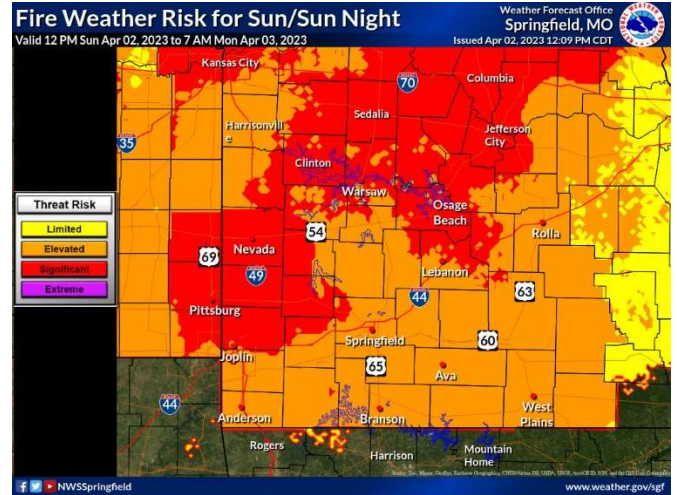 Fire Weather Risk for Sun/Sun Night
Valid 12 PM Sun Apr 02, 2023 to 7 AM Mon Apr 03, 2023
Weather Forecast Office
Springfield, MO
Issued Apr 02, 2023 12:09 PM CDT
Kansas City
70
Columbia
Sedalia
Harrisonvill
e
Jefferson
City
35
Clinton
Warsaw
Osage
Beach
Threat Risk
Limited
Elevated
Significant
Extreme
54
Rolla
69
Nevada
49
Lebanon
63
44
Pittsburg
Springfield
60
Joplin
65
Ava
44
Anderson
Branson
West
Plains
Rogers
Harrison
Mountain
Home
NWSSpringfield
www.weather.gov/sgf